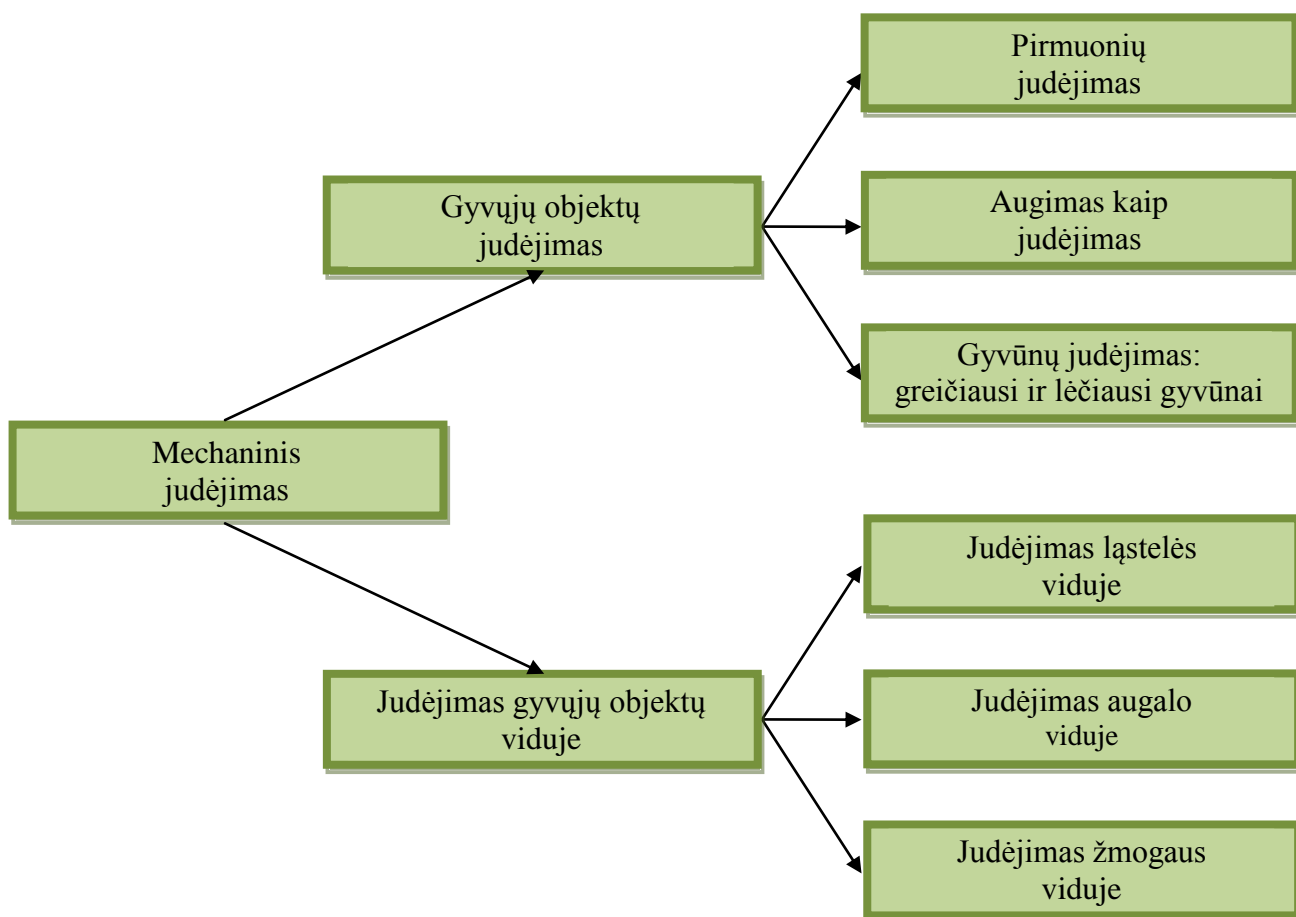 Pirmuonių
judėjimas
Gyvųjų objektų
judėjimas
Augimas kaip
judėjimas
Gyvūnų judėjimas:
greičiausi ir lėčiausi gyvūnai
Mechaninis
judėjimas
Judėjimas ląstelės
viduje
Judėjimas gyvųjų objektų
viduje
Judėjimas augalo
viduje
Judėjimas žmogaus
viduje